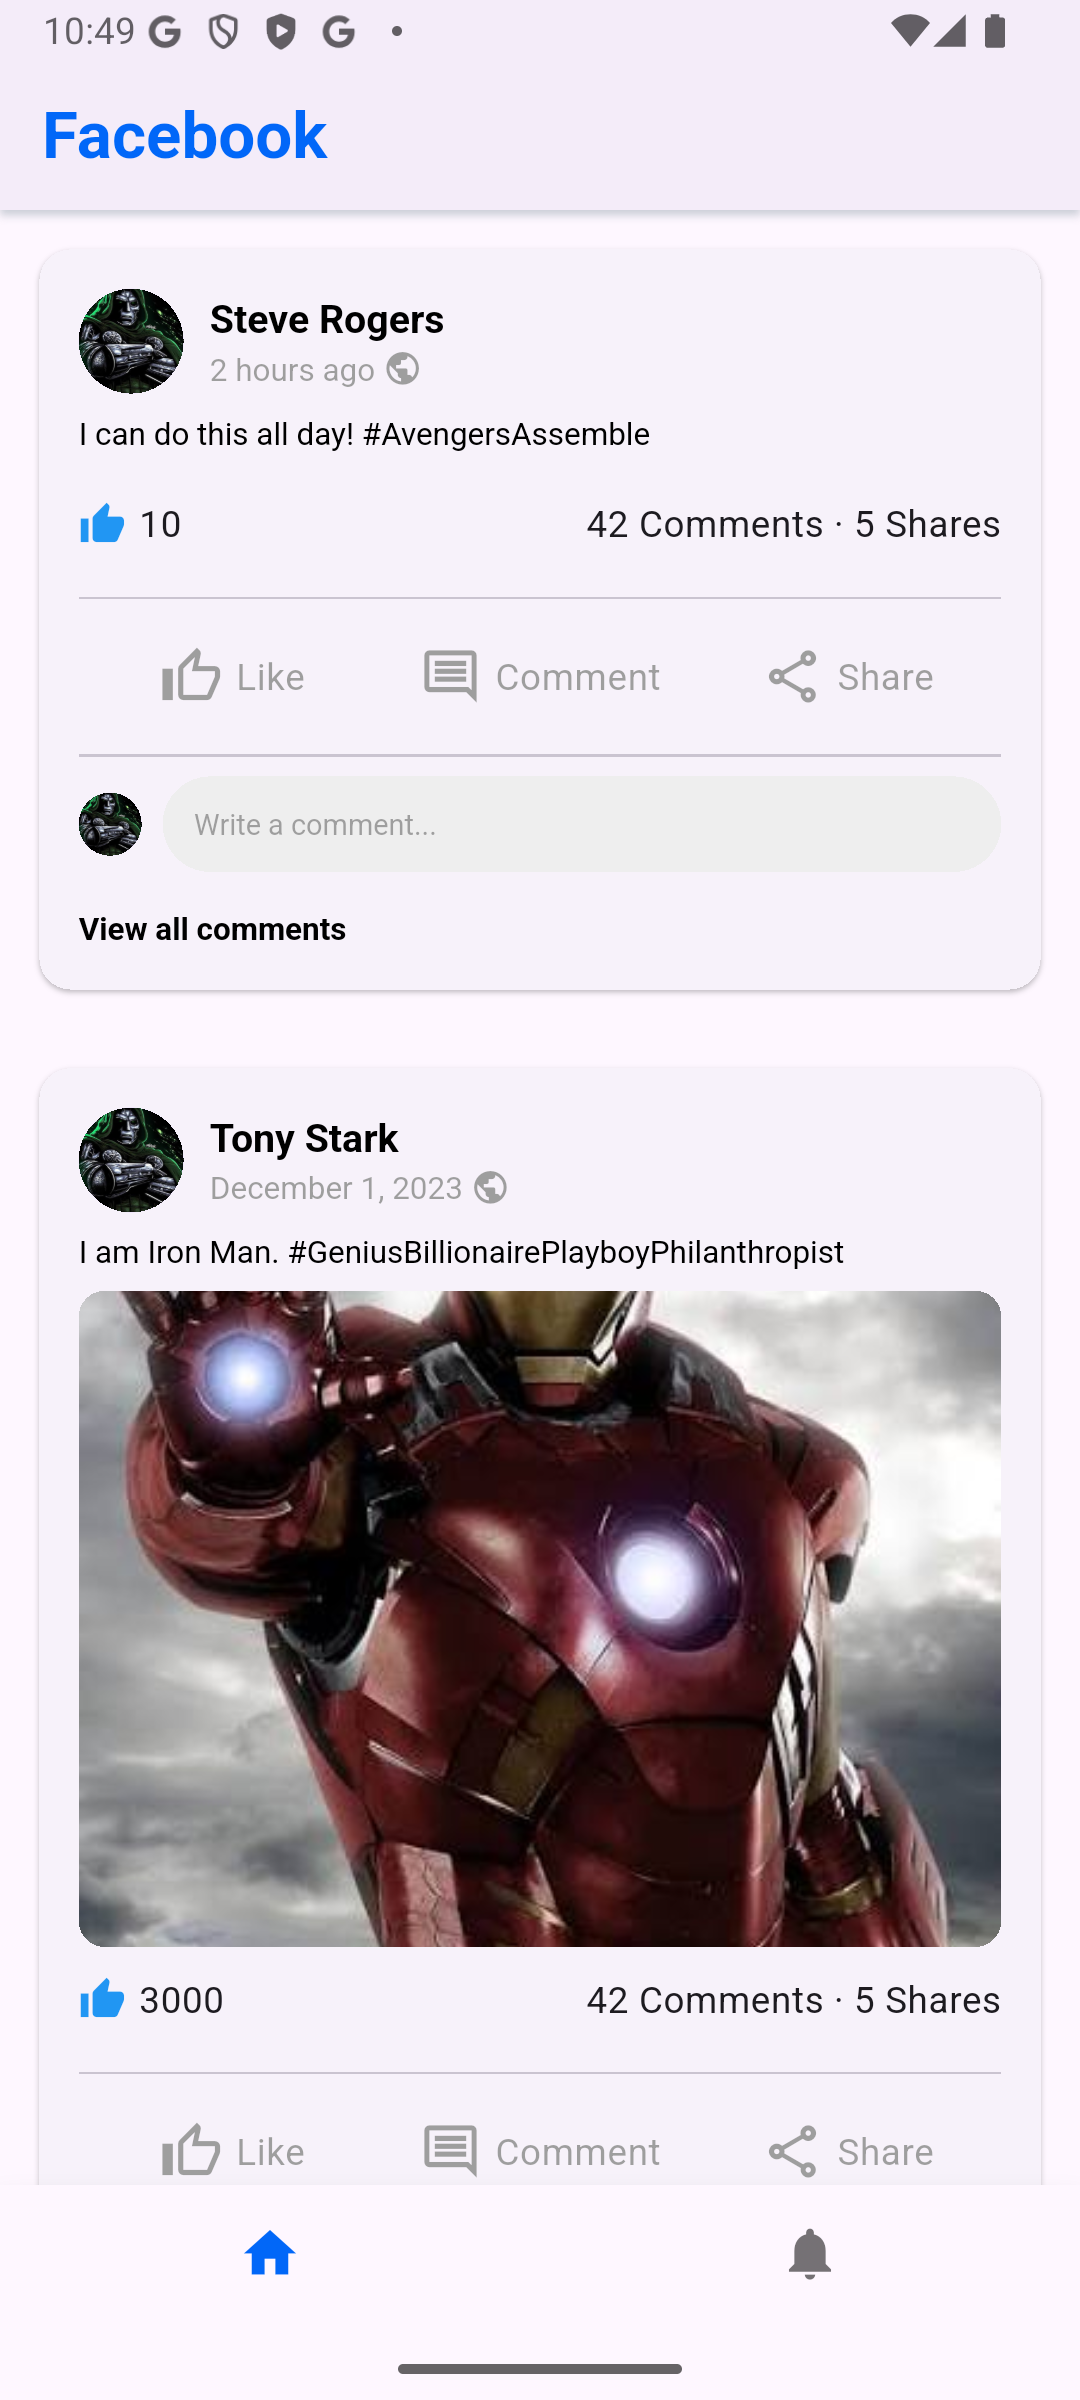 10:49
Facebook
Steve Rogers
2 hours ago
I can do this all day! #AvengersAssemble
10
42 Comments · 5 Shares
Like
Comment
Share
Write a comment...
View all comments
Tony Stark
December 1, 2023
I am Iron Man. #GeniusBillionairePlayboyPhilanthropist
3000
42 Comments · 5 Shares
Like
Comment
Share